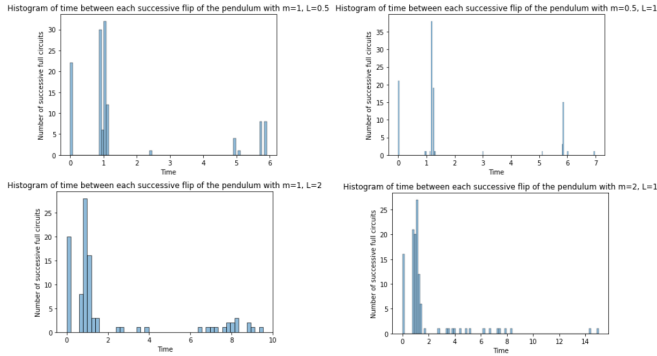 Histogram of time between each successive flip of the pendulum with m=1, L=0.5
Number of successive full circuits
30
25
20
15
10
5
0
0 1 2 3 4 5 6
Time
Histogram of time between each successive flip of the pendulum with m=0.5, L=1
Number of successive full circuits
35
30
25
20
15
10
5
0
0 1 2 3 4 5 6 7
Time
Histogram of time between each successive flip of the pendulum with m=1, L=2
Number of successive full circuits
25
20
15
10
5
0
0 2 4 6 8 10
Time
Histogram of time between each successive flip of the pendulum with m=2, L=1
Number of successive full circuits
25
20
15
10
5
0
0 2 4 6 8 10 12 14
Time